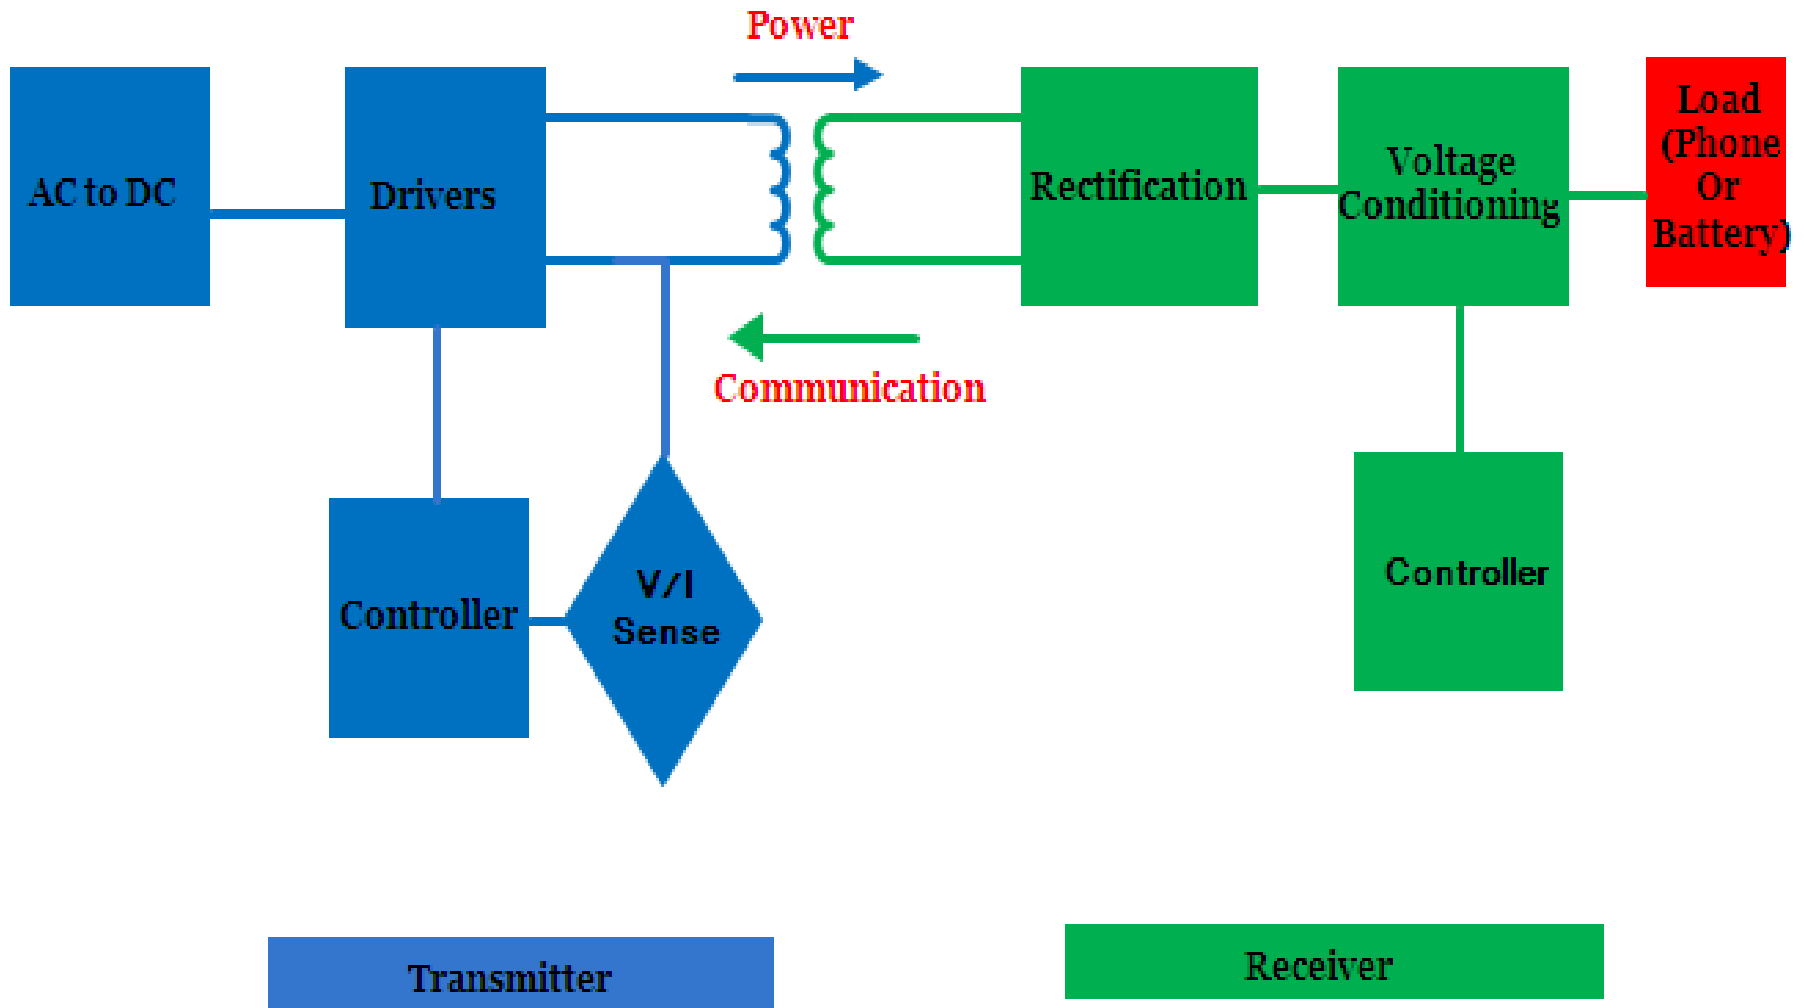 Power
AC to DC
Drivers
Rectification
Voltage
Conditioning
Load
(Phone
Or
Battery)
Communication
Controller
V/I
Sense
Controller
Transmitter
Receiver